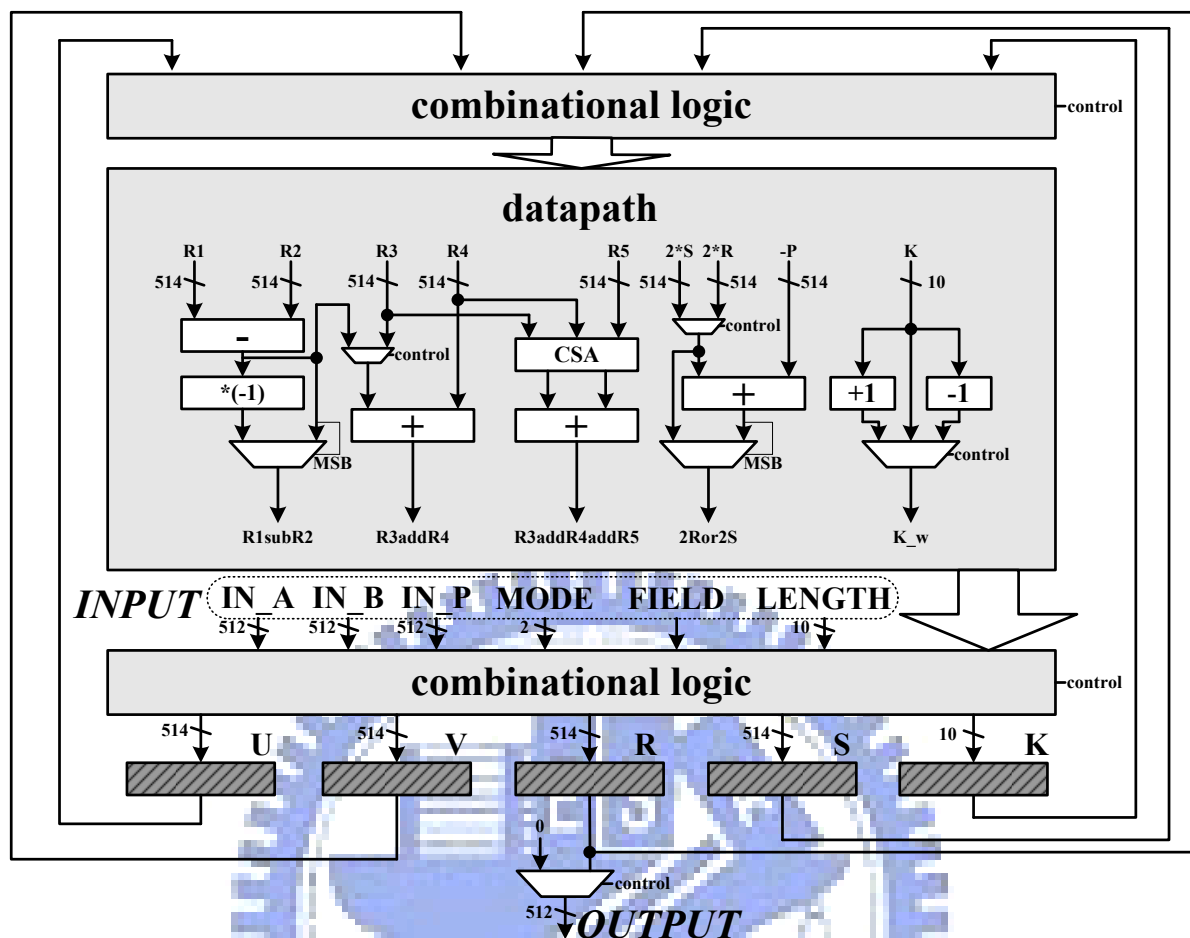 combinational logic
control
datapath
R1 R2 R3 R4 R5 2*S 2*R -P K
514 514 514 514 514 514 514 514 10
control
- control CSA
*(-1) + +1 -1
+ +
MSB MSB control
R1subR2 R3addR4 R3addR4addR5 2Ror2S K_w
INPUT IN_A IN_B IN_P MODE FIELD LENGTH
512 512 512 2 10
combinational logic
control
514 514 514 514 10
U V R S K
0
control
512
OUTPUT